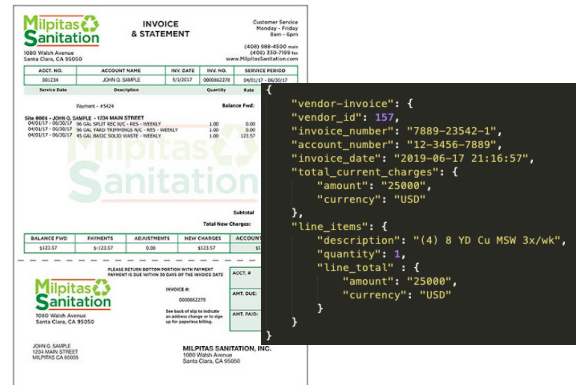 Milpitas
Sanitation
1080 Walsh Avenue
Santa Clara, CA 95050
INVOICE
& STATEMENT
Customer Service
Monday - Friday
8am - 6pm
(408) 988-4500 main
(408) 330-7199 fax
www.MilpitasSanitation.com
ACCT. NO. ACCOUNT NAME INV. DATE INV. NO. SERVICE PERIOD
001234 JOHN Q. SAMPLE 5/1/2017 0000862278 04/01/17 - 06/30/17
Service Date Description Quantity Rate
Payment - #5424 Balance Fwd:
Site 0001 - JOHN Q. SAMPLE - 1234 MAIN STREET
04/01/17 - 06/30/17 96 GAL SPLIT REC N/C - RES - WEEKLY 1.00 0.00
04/01/17 - 06/30/17 96 GAL YARD TRIMMINGS N/C - RES - WEEKLY 1.00 0.00
04/01/17 - 06/30/17 45 GAL BASIC SOLID WASTE - WEEKLY 1.00 123.57
Milpitas
Sanitation
Subtotal
Total New Charges:
BALANCE FWD PAYMENTS ADJUSTMENTS NEW CHARGES ACCOUNT
$123.57 $-123.57 0.00 $123.57
PLEASE RETURN BOTTOM PORTION WITH PAYMENT
PAYMENT IS DUE WITHIN 30 DAYS OF THE INVOICE DATE
Milpitas
Sanitation
1080 Walsh Avenue
Santa Clara, CA 95050
INVOICE #:
0000862278
See back of slip to indicate
an address change or to sign
up for paperless billing.
ACCT. #
AMT. DUE:
AMT. PAID:
JOHN Q. SAMPLE
1234 MAIN STREET
MILPITAS CA
MILPITAS SANITATION, INC.
1080 Walsh Avenue
Santa Clara, CA 95050
{
"vendor-invoice": {
"vendor_id": 157,
"invoice_number": "7889-23542-1",
"account_number": "12-3456-7889",
"invoice_date": "2019-06-17 21:16:57",
"total_current_charges": {
"amount": "25000",
"currency": "USD"
},
"line_items": {
"description": "(4) 8 YD Cu MSW 3x/wk",
"quantity": 1,
"line_total" : {
"amount": "25000",
"currency": "USD"
}
}
}